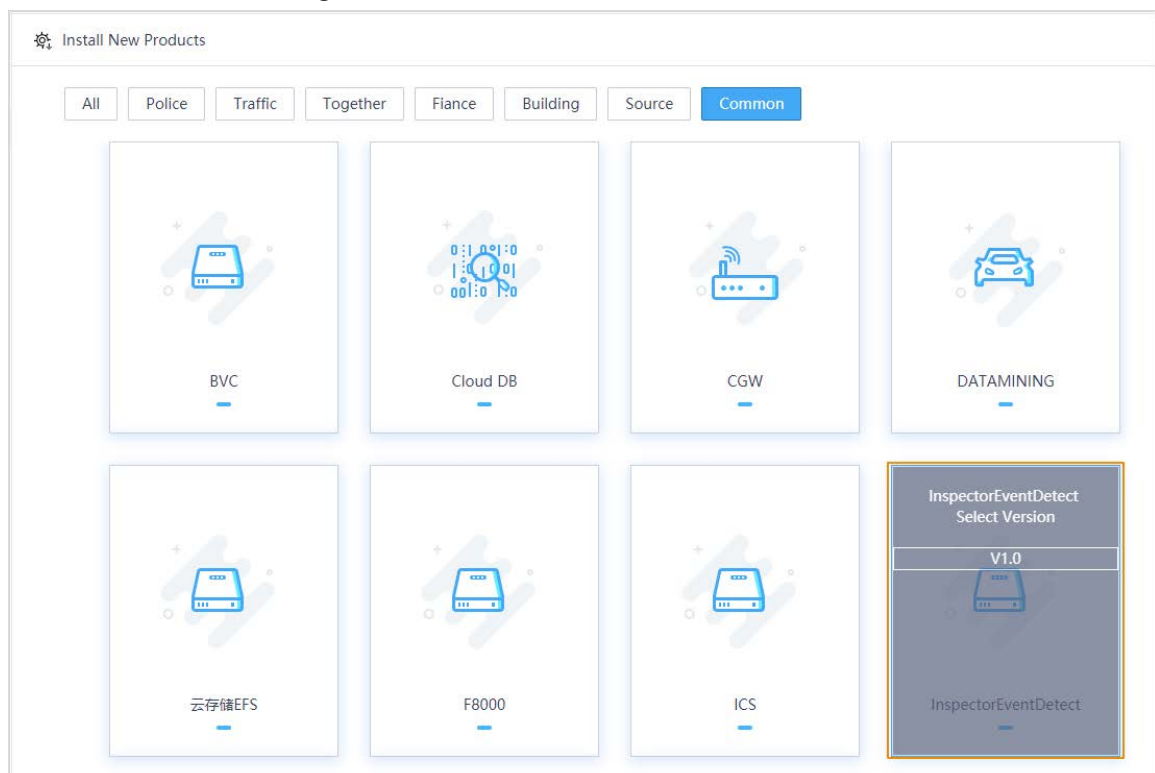 Install New Products
All Police Traffic Together Fiance Building Source Common
BVC Cloud DB CGW DATAMINING
InspectorEventDetect
Select Version
V1.0
云存储EFS F8000 ICS InspectorEventDetect